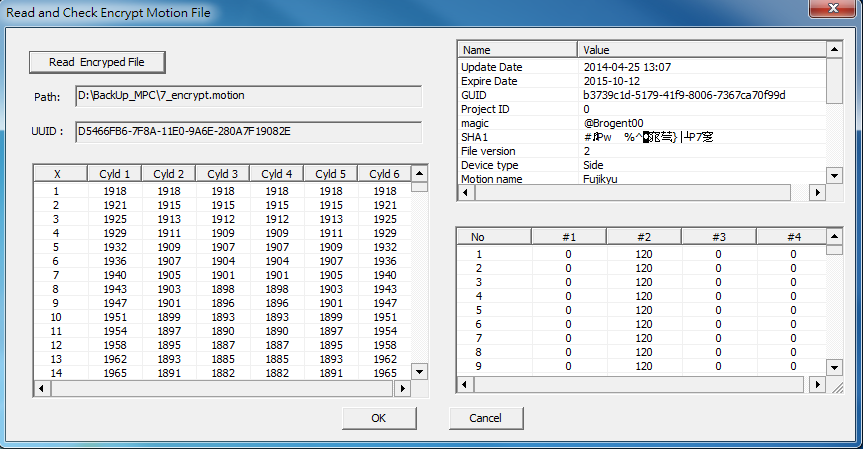 Read and Check Encrypt Motion File
Read Encryped File
Path: D:\BackUp_MPC\7_encrypt.motion
UUID : D5466FB6-7F8A-11E0-9A6E-280A7F19082E
X Cyld 1 Cyld 2 Cyld 3 Cyld 4 Cyld 5 Cyld 6
1 1918 1918 1918 1918 1918 1918
2 1921 1915 1915 1915 1915 1921
3 1925 1913 1912 1912 1913 1925
4 1929 1911 1909 1909 1911 1929
5 1932 1909 1907 1907 1909 1932
6 1936 1907 1904 1904 1907 1936
7 1940 1905 1901 1901 1905 1940
8 1943 1903 1898 1898 1903 1943
9 1947 1901 1896 1896 1901 1947
10 1951 1899 1893 1893 1899 1951
11 1954 1897 1890 1890 1897 1954
12 1958 1895 1887 1887 1895 1958
13 1962 1893 1885 1885 1893 1962
14 1965 1891 1882 1882 1891 1965
Name Value
Update Date 2014-04-25 13:07
Expire Date 2015-10-12
GUID b3739c1d-5179-41f9-8006-7367ca70f99d
Project ID 0
magic @Brogent00
SHA1
File version 2
Device type Side
Motion name Fujikyu
No #1 #2 #3 #4
1 0 120 0 0
2 0 120 0 0
3 0 120 0 0
4 0 120 0 0
5 0 120 0 0
6 0 120 0 0
7 0 120 0 0
8 0 120 0 0
9 0 120 0 0
OK Cancel